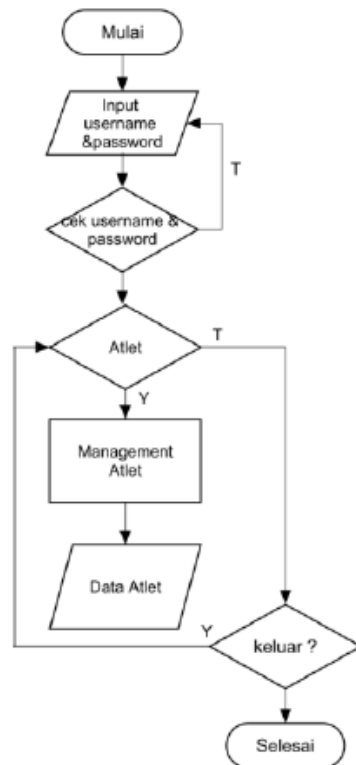 Mulai
Input
username
&password
T
cek username &
password
Atlet
T
Y
Management
Atlet
Data Atlet
Y
keluar ?
Selesai